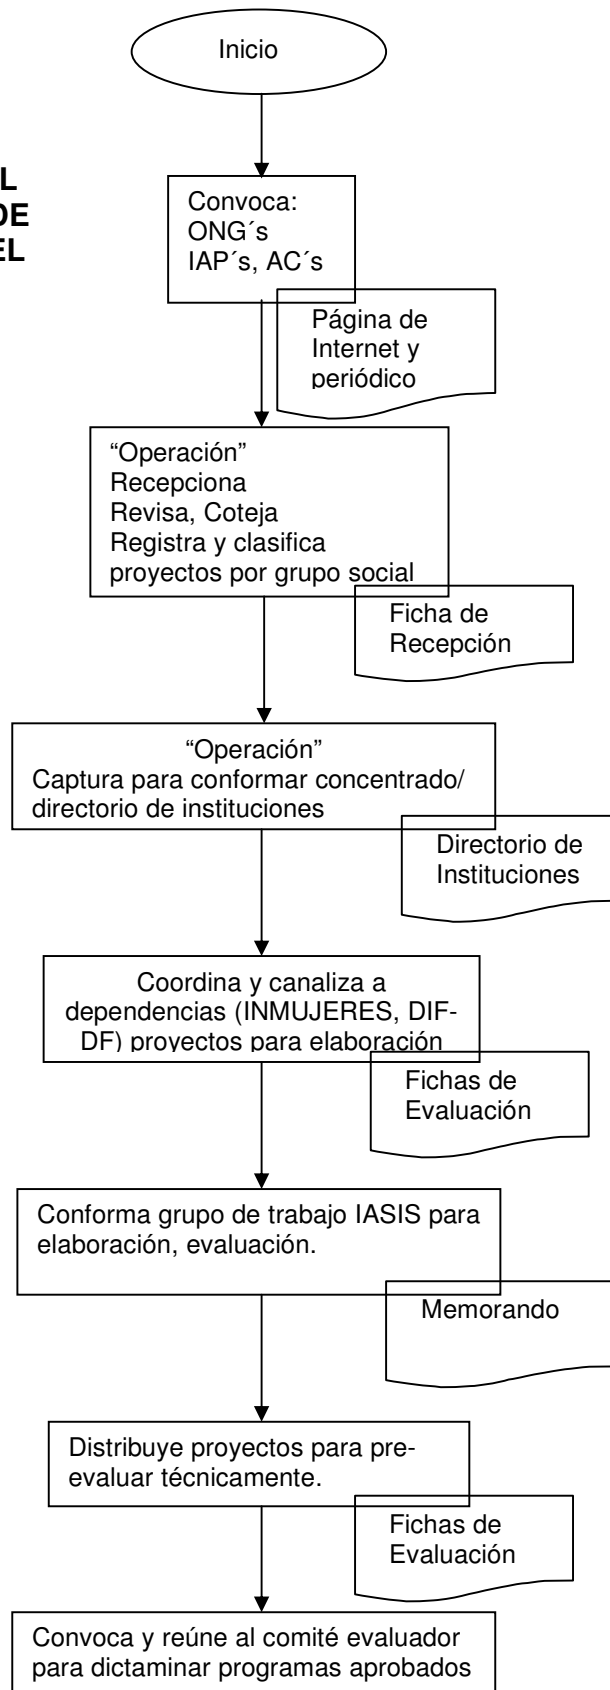 Inicio
L
DE
EL
Convoca:
ONG´s
IAP´s, AC´s
Página de
Internet y
periódico
“Operación”
Recepciona
Revisa, Coteja
Registra y clasifica
proyectos por grupo social
Ficha de
Recepción
“Operación”
Captura para conformar concentrado/
directorio de instituciones
Directorio de
Instituciones
Coordina y canaliza a
dependencias (INMUJERES, DIF-
DF) proyectos para elaboración
Fichas de
Evaluación
Conforma grupo de trabajo IASIS para
elaboración, evaluación.
Memorando
Distribuye proyectos para pre-
evaluar técnicamente.
Fichas de
Evaluación
Convoca y reúne al comité evaluador
para dictaminar programas aprobados